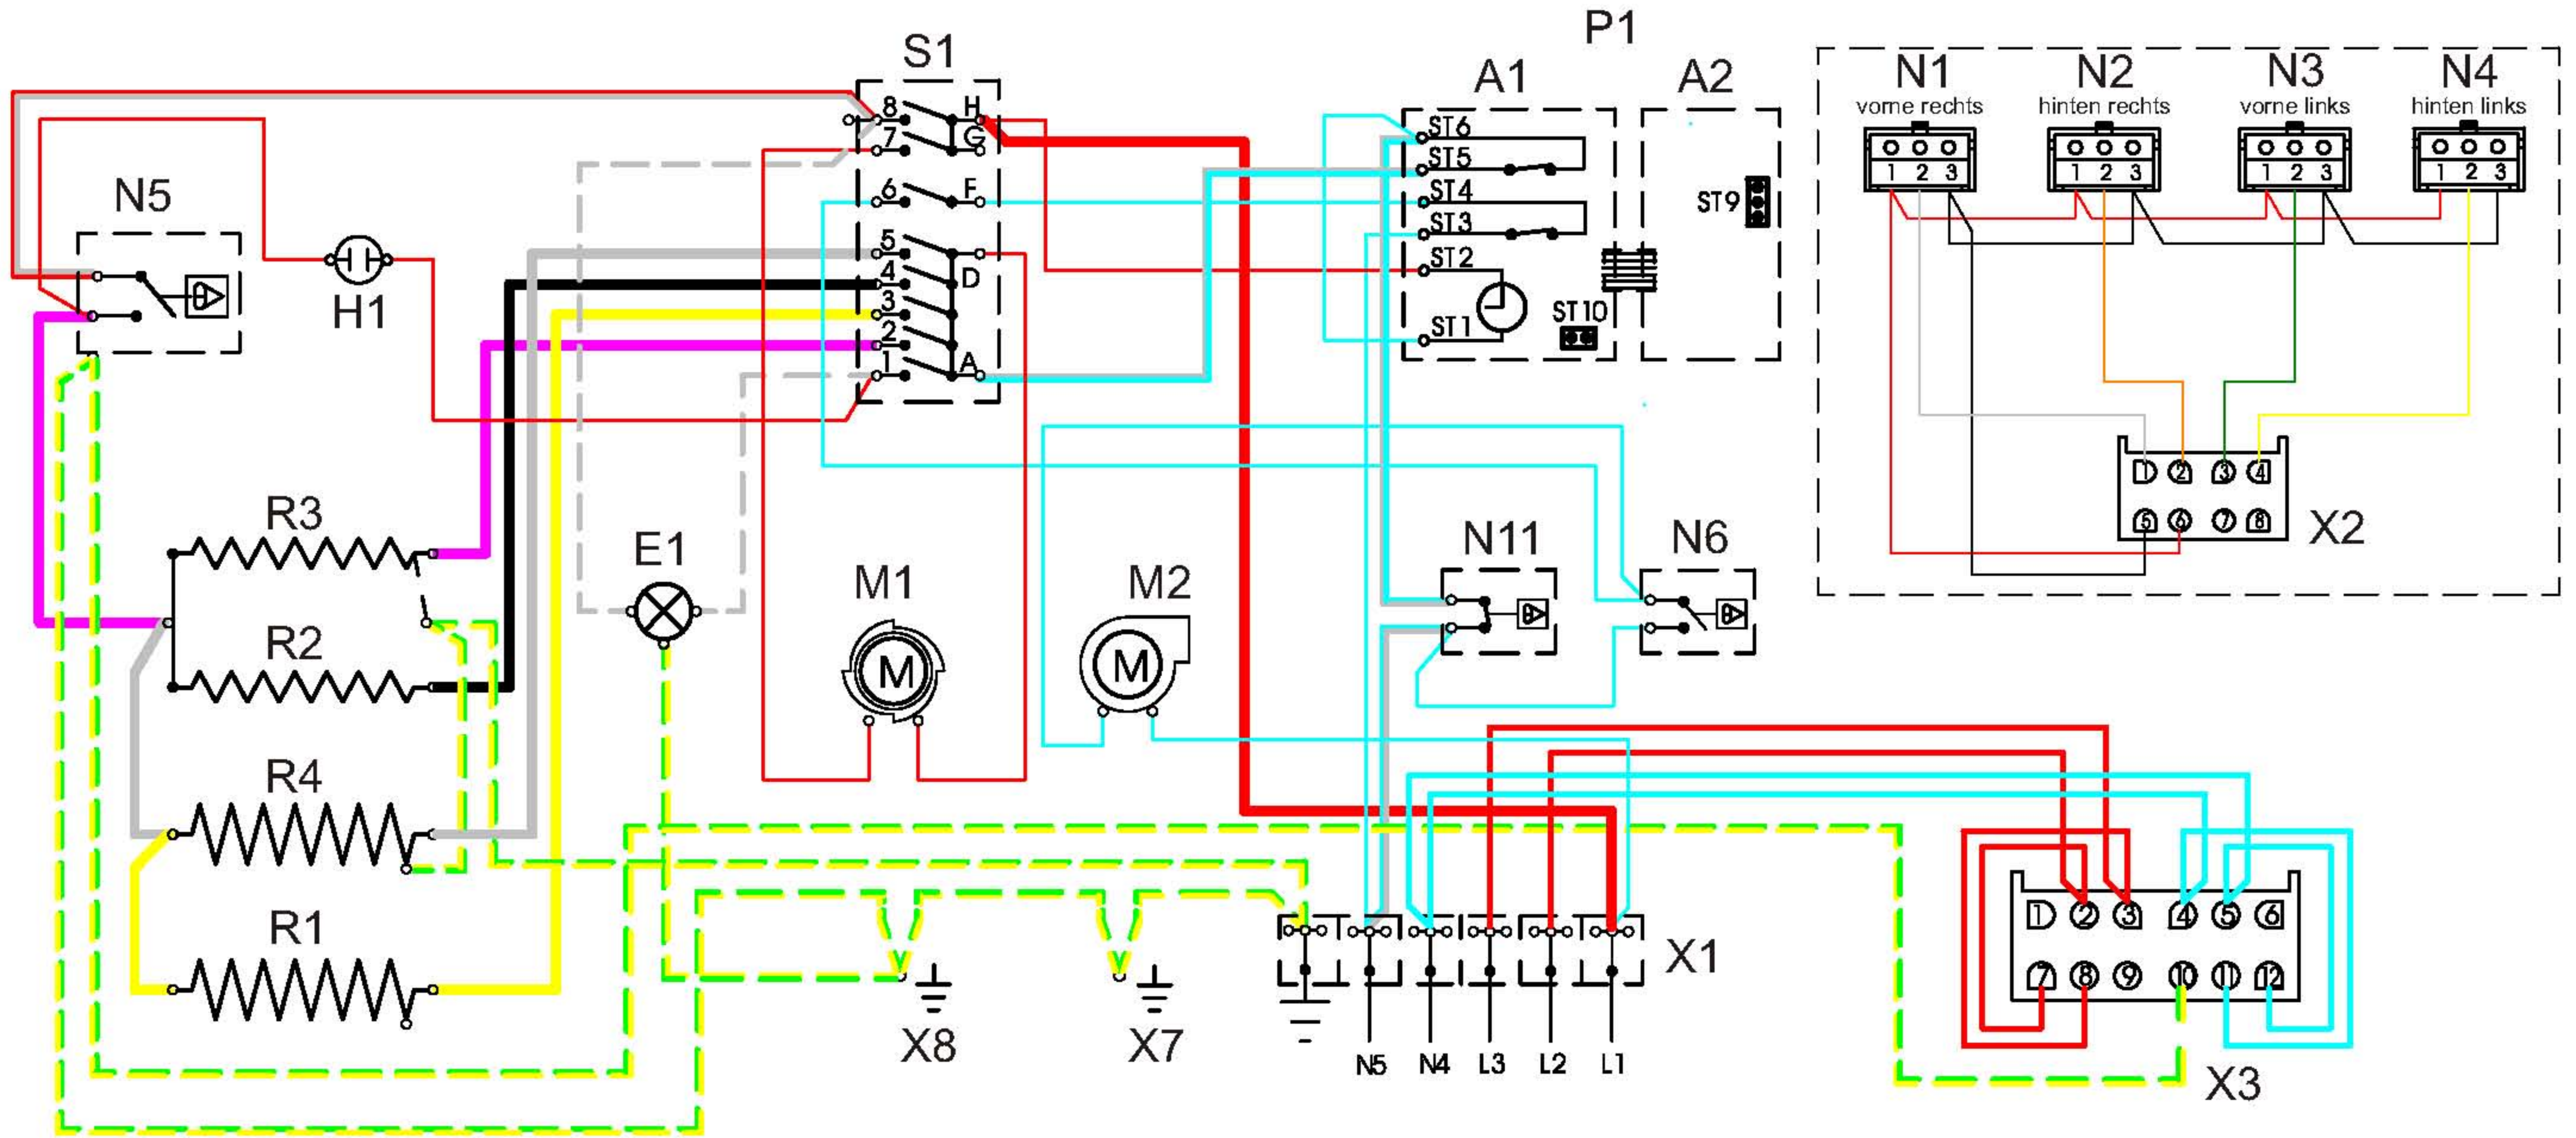 P1
S1
A1
A2
N1
N2
N3
N4
vorne rechts
hinten rechts
vorne links
hinten links
8
H
7
G
ST6
ST5
1 2 3
1 2 3
1 2 3
1 2 3
N5
6
F
ST4
ST9
ST3
5
ST2
4
D
H1
3
ST10
ST1
2
1
A
1 2 3 4
R3
E1
M1
M2
N11
N6
5 6 7 8
X2
R2
M
M
R4
R1
1 2 3 4 5 6
X1
7 8 9 10 11 12
X8
X7
N5 N4 L3 L2 L1
X3